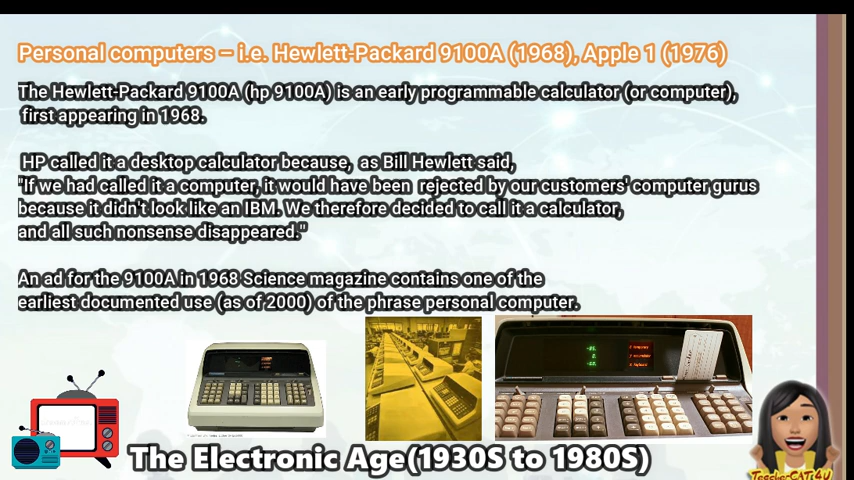 Personal computers – i.e. Hewlett-Packard 9100A (1968), Apple 1 (1976)
The Hewlett-Packard 9100A (hp 9100A) is an early programmable calculator (or computer),
first appearing in 1968.
HP called it a desktop calculator because, as Bill Hewlett said,
"If we had called it a computer, it would have been rejected by our customers' computer gurus
because it didn't look like an IBM. We therefore decided to call it a calculator,
and all such nonsense disappeared."
An ad for the 9100A in 1968 Science magazine contains one of the
earliest documented use (as of 2000) of the phrase personal computer.
The Electronic Age(1930S to 1980S)
TeacherCAT4U